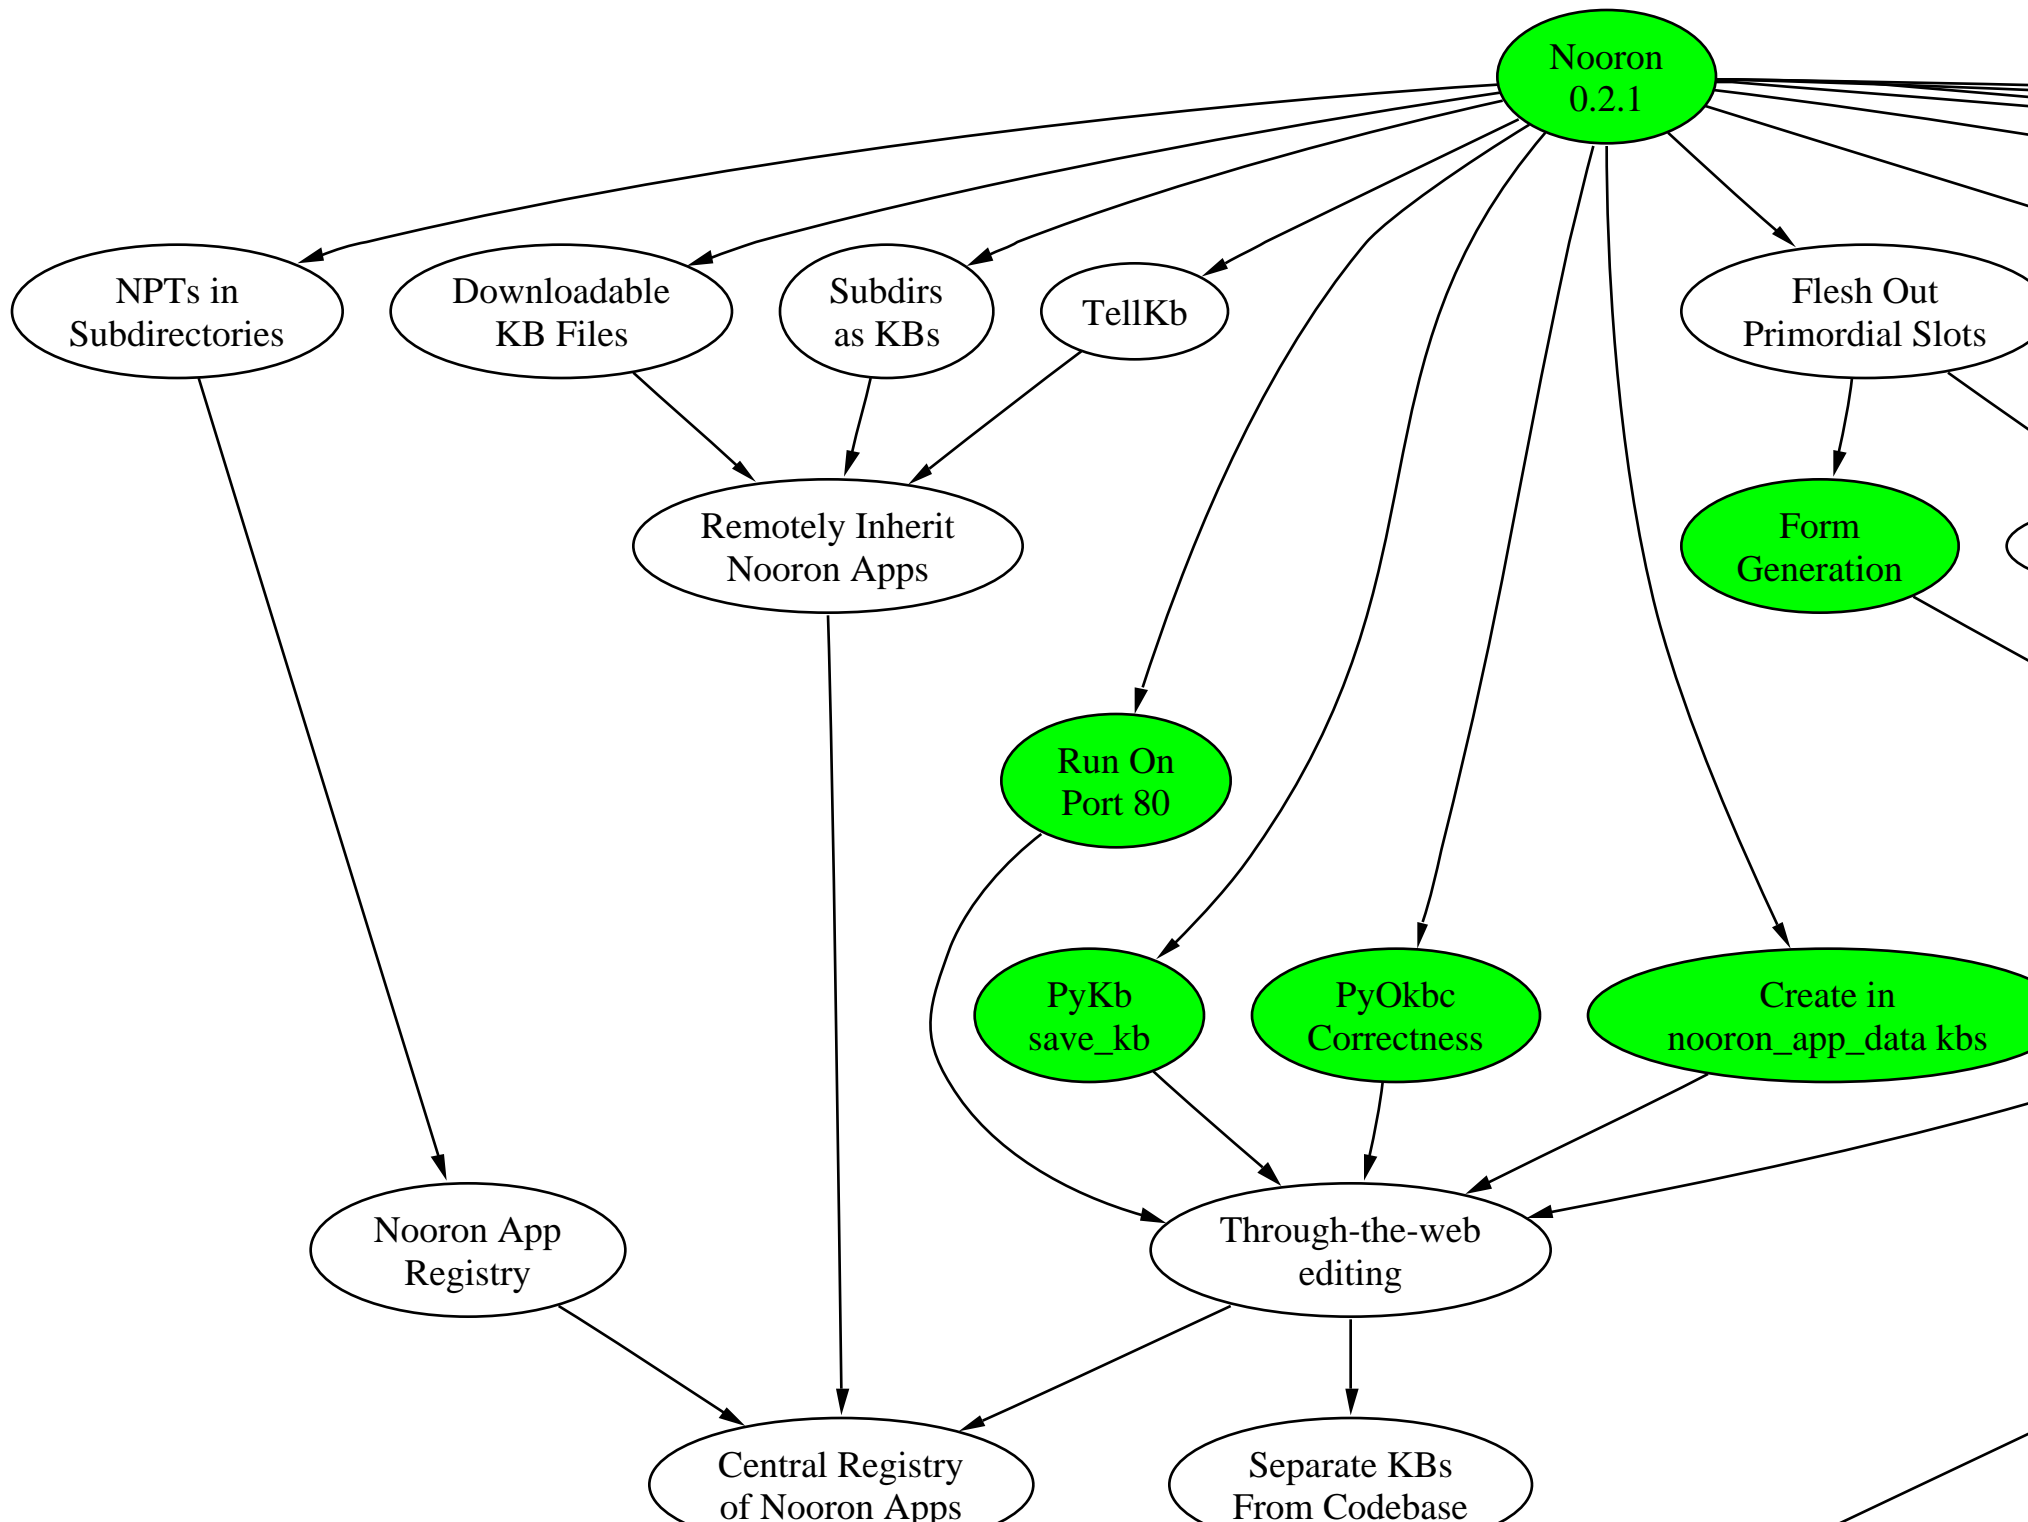 Nooron
0.2.1
NPTs in
Subdirectories
Downloadable
KB Files
Subdirs
as KBs
TellKb
Flesh Out
Primordial Slots
Remotely Inherit
Nooron Apps
Form
Generation
Run On
Port 80
PyKb
save_kb
PyOkbc
Correctness
Create in
nooron_app_data kbs
Nooron App
Registry
Through-the-web
editing
Central Registry
of Nooron Apps
Separate KBs
From Codebase